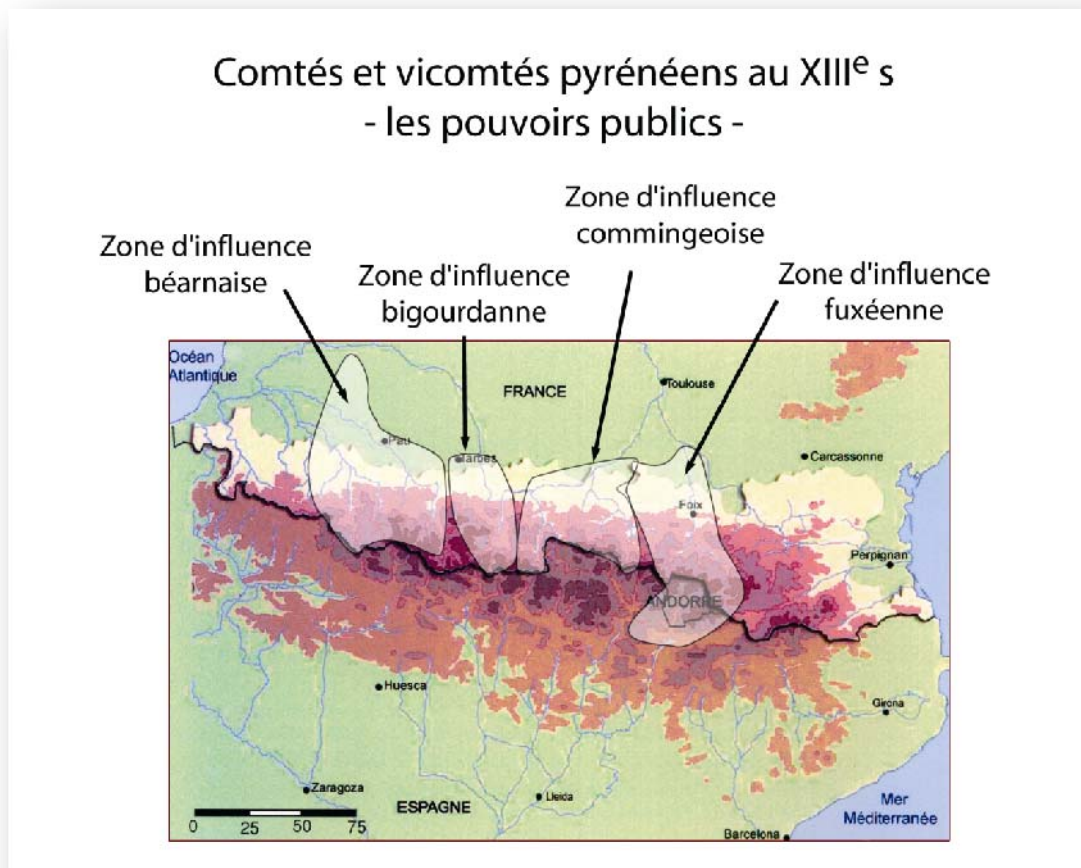 Comtés et vicomtés pyrénéens au XIIIe s
- les pouvoirs publics -
Zone d'influence
commingeoise
Zone d'influence
béarnaise
Zone d'influence
bigourdanne
Zone d'influence
fuxéenne
Océan
Atlantique
FRANCE
Toulouse
Pau
Tarbes
Carcassonne
Foix
Perpignan
ANDORRE
Huesca
Girona
Zaragoza
Lleida
ESPAGNE
Mer
Méditerranée
Barcelona
0 25 50 75